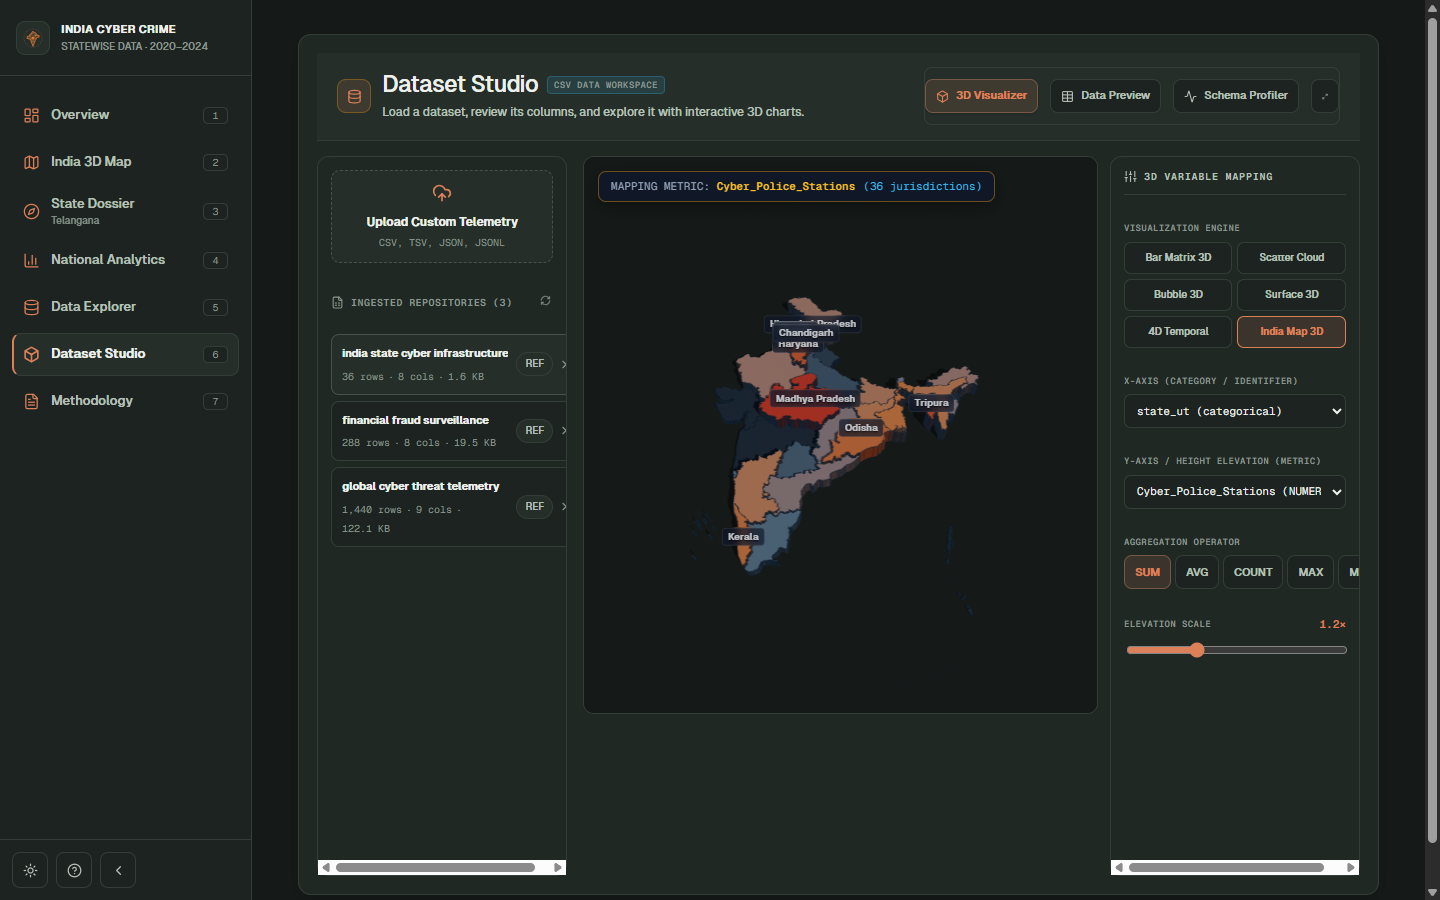 INDIA CYBER CRIME
STATEWISE DATA · 2020–2024
Overview
1
India 3D Map
2
State Dossier
Telangana
3
National Analytics
4
Data Explorer
5
Dataset Studio
6
Methodology
7
Dataset Studio
CSV DATA WORKSPACE
Load a dataset, review its columns, and explore it with interactive 3D charts.
3D Visualizer
Data Preview
Schema Profiler
Upload Custom Telemetry
CSV, TSV, JSON, JSONL
INGESTED REPOSITORIES (3)
india state cyber infrastructure
36 rows · 8 cols · 1.6 KB
REF
financial fraud surveillance
288 rows · 8 cols · 19.5 KB
REF
global cyber threat telemetry
1,440 rows · 9 cols ·
122.1 KB
REF
MAPPING METRIC: Cyber_Police_Stations (36 jurisdictions)
Pradesh
Chandigarh
Haryana
Madhya Pradesh
Tripura
Odisha
Kerala
3D VARIABLE MAPPING
VISUALIZATION ENGINE
Bar Matrix 3D
Scatter Cloud
Bubble 3D
Surface 3D
4D Temporal
India Map 3D
X-AXIS (CATEGORY / IDENTIFIER)
state_ut (categorical)
Y-AXIS / HEIGHT ELEVATION (METRIC)
Cyber_Police_Stations (NUMER
AGGREGATION OPERATOR
SUM
AVG
COUNT
MAX
M
ELEVATION SCALE
1.2×